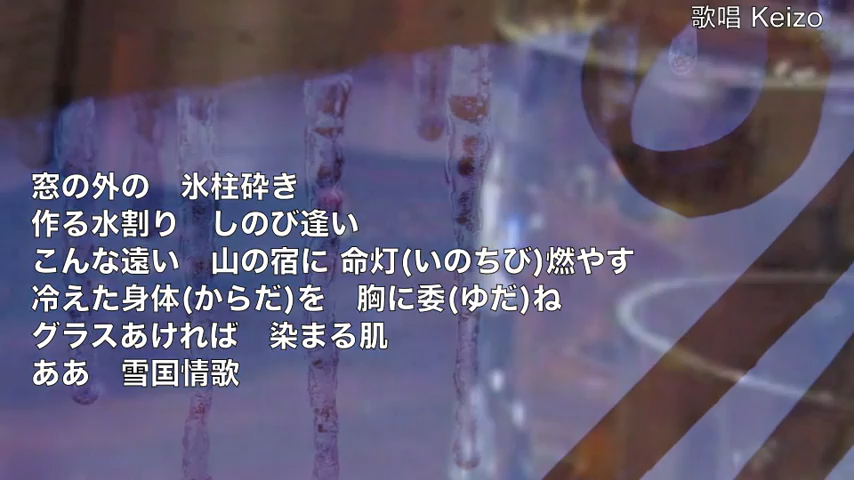 歌唱 Keizo
窓の外の　氷柱砕き
作る水割り　しのび逢い
こんな遠い　山の宿に 命灯(いのちび)燃やす
冷えた身体(からだ)を　胸に委(ゆだ)ね
グラスあければ　染まる肌
ああ　雪国情歌